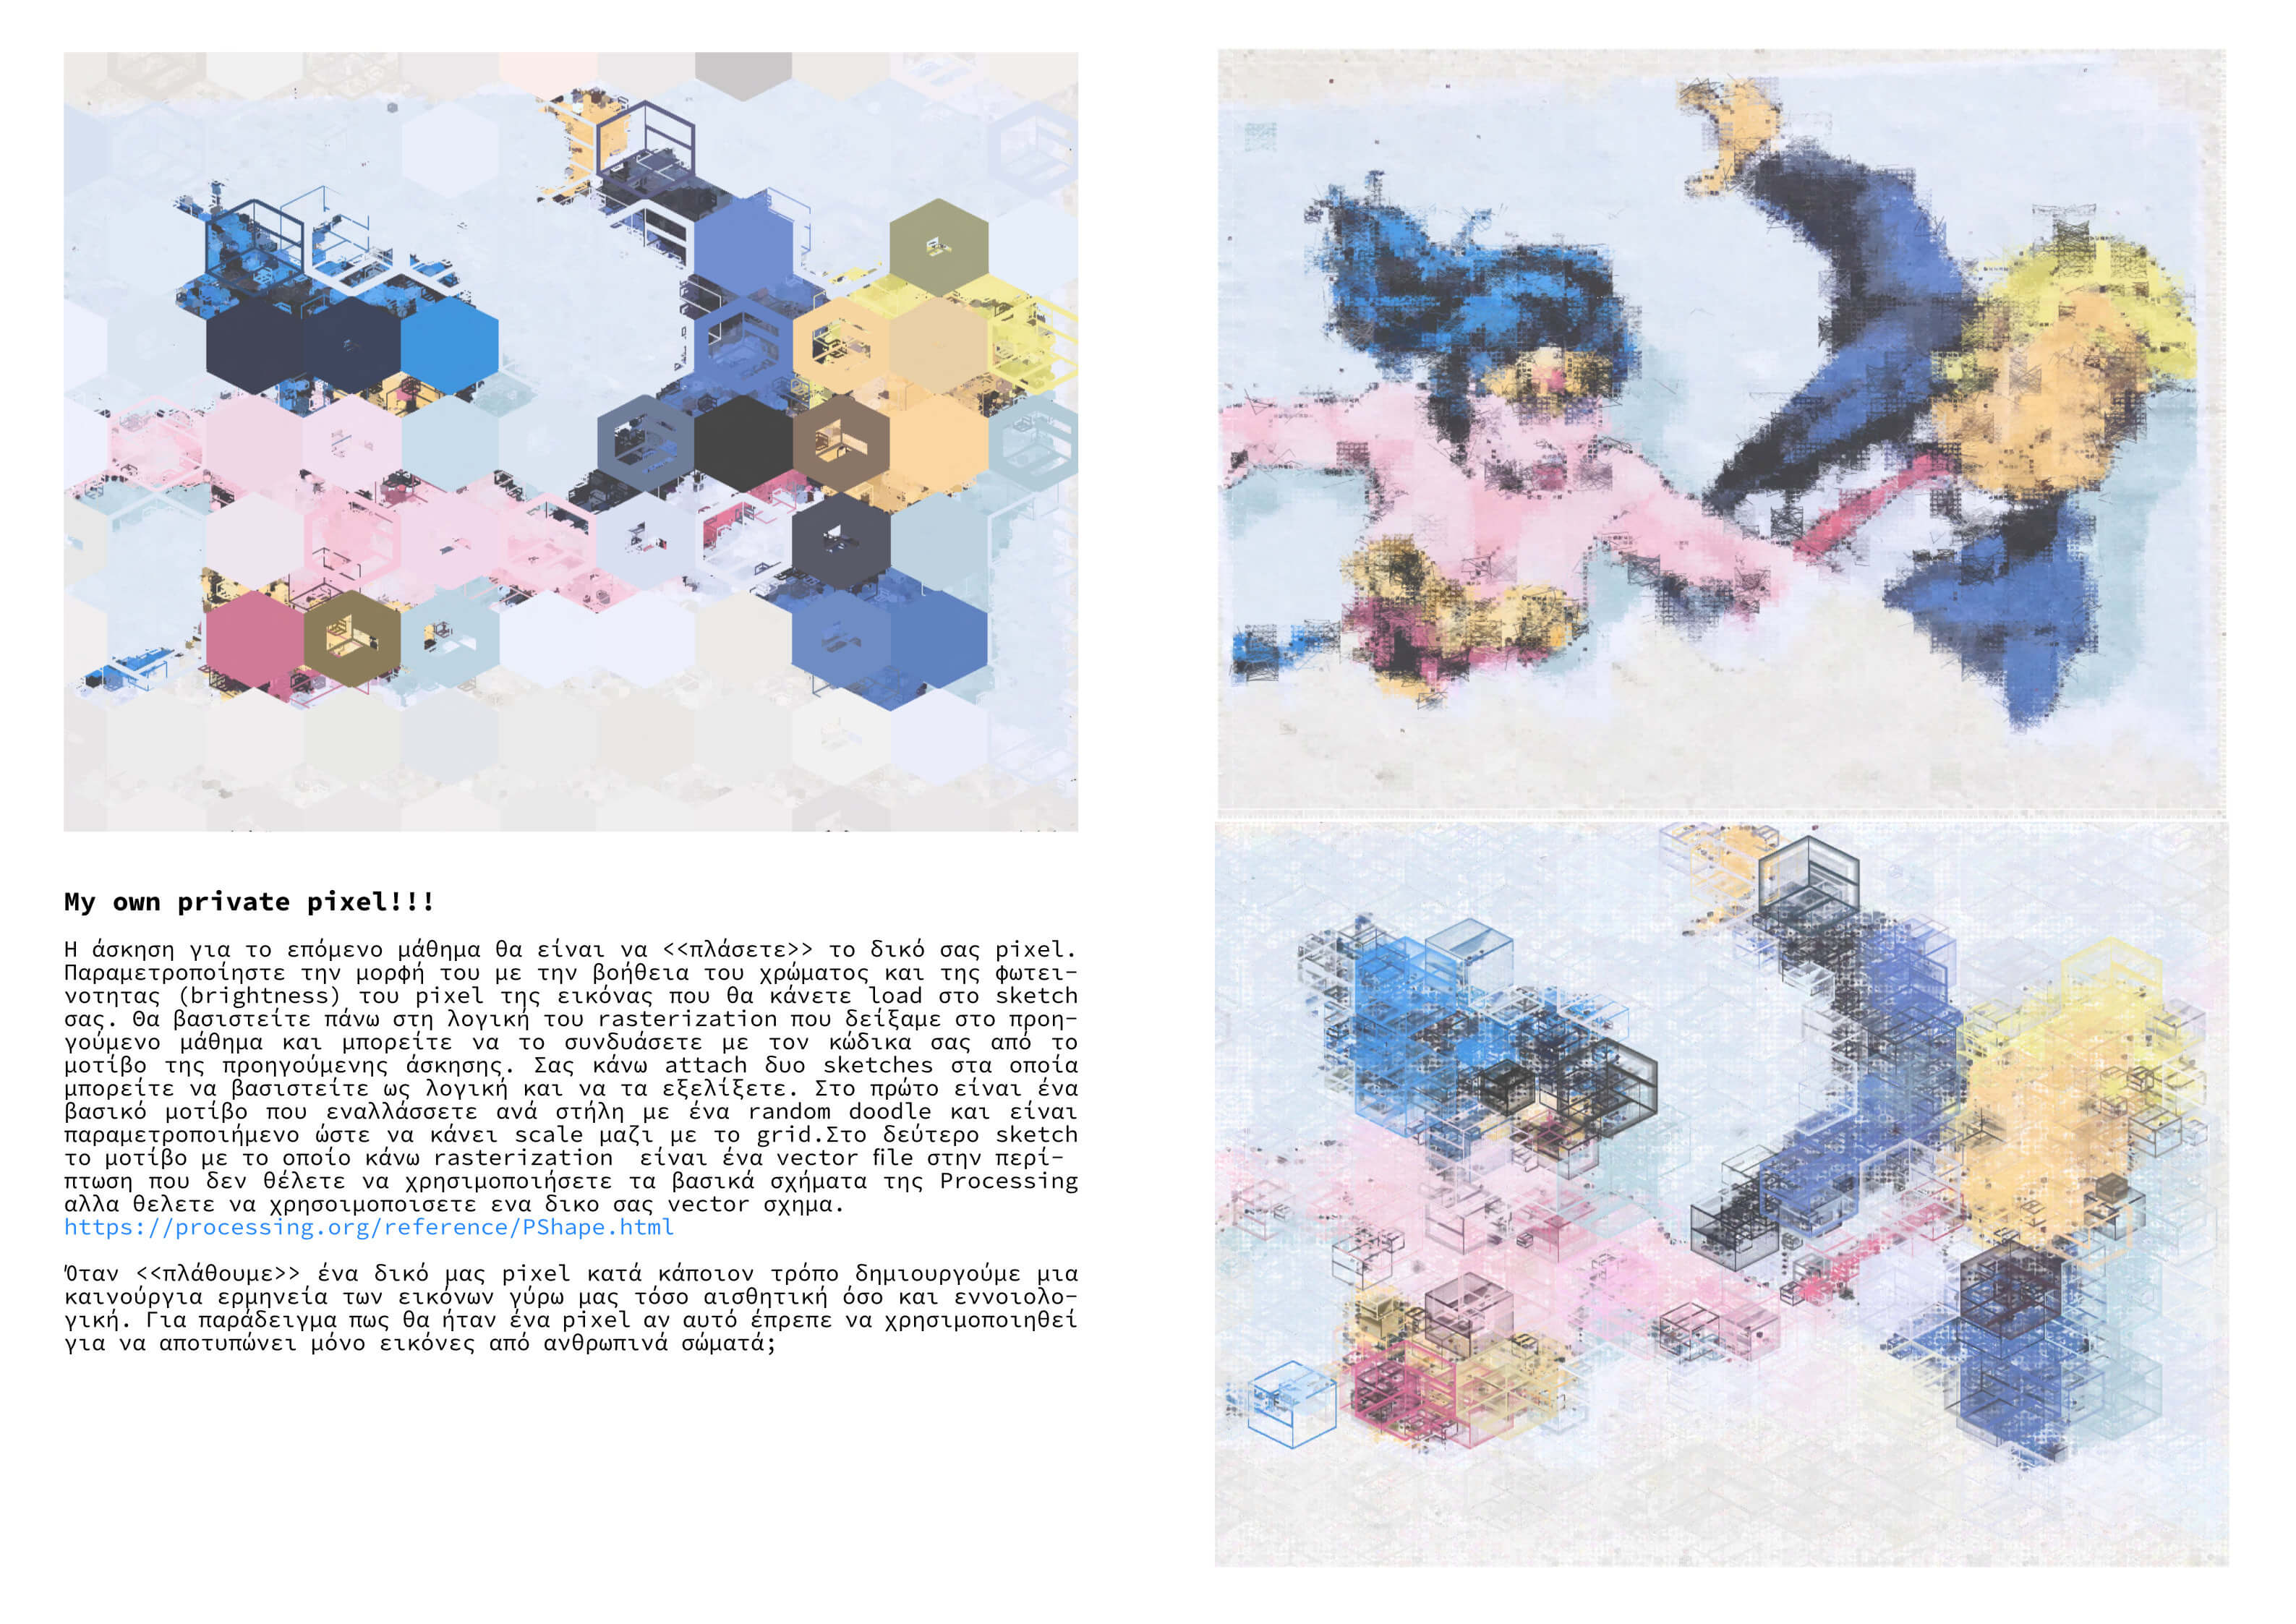 My own private pixel!!!
Η άσκηση για το επόμενο μάθημα θα είναι να <<πλάσετε>> το δικό σας pixel.
Παραμετροποίηστε την μορφή του με την βοήθεια του χρώματος και της φωτει-
νοτητας (brightness) του pixel της εικόνας που θα κάνετε load στο sketch
σας. Θα βασιστείτε πάνω στη λογική του rasterization που δείξαμε στο προη-
γούμενο μάθημα και μπορείτε να το συνδυάσετε με τον κώδικα σας από το
μοτίβο της προηγούμενης άσκησης. Σας κάνω attach δυο sketches στα οποία
μπορείτε να βασιστείτε ως λογική και να τα εξελίξετε. Στο πρώτο είναι ένα
βασικό μοτίβο που εναλλάσσετε ανά στήλη με ένα random doodle και είναι
παραμετροποιήμενο ώστε να κάνει scale μαζι με το grid.Στο δεύτερο sketch
το μοτίβο με το οποίο κάνω rasterization  είναι ένα vector file στην περί-
πτωση που δεν θέλετε να χρησιμοποιήσετε τα βασικά σχήματα της Processing
αλλα θελετε να χρησοιμοποισετε ενα δικο σας vector σχημα.
https://processing.org/reference/PShape.html
Όταν <<πλάθουμε>> ένα δικό μας pixel κατά κάποιον τρόπο δημιουργούμε μια
καινούργια ερμηνεία των εικόνων γύρω μας τόσο αισθητική όσο και εννοιολο-
γική. Για παράδειγμα πως θα ήταν ένα pixel αν αυτό έπρεπε να χρησιμοποιηθεί
για να αποτυπώνει μόνο εικόνες από ανθρωπινά σώματά;